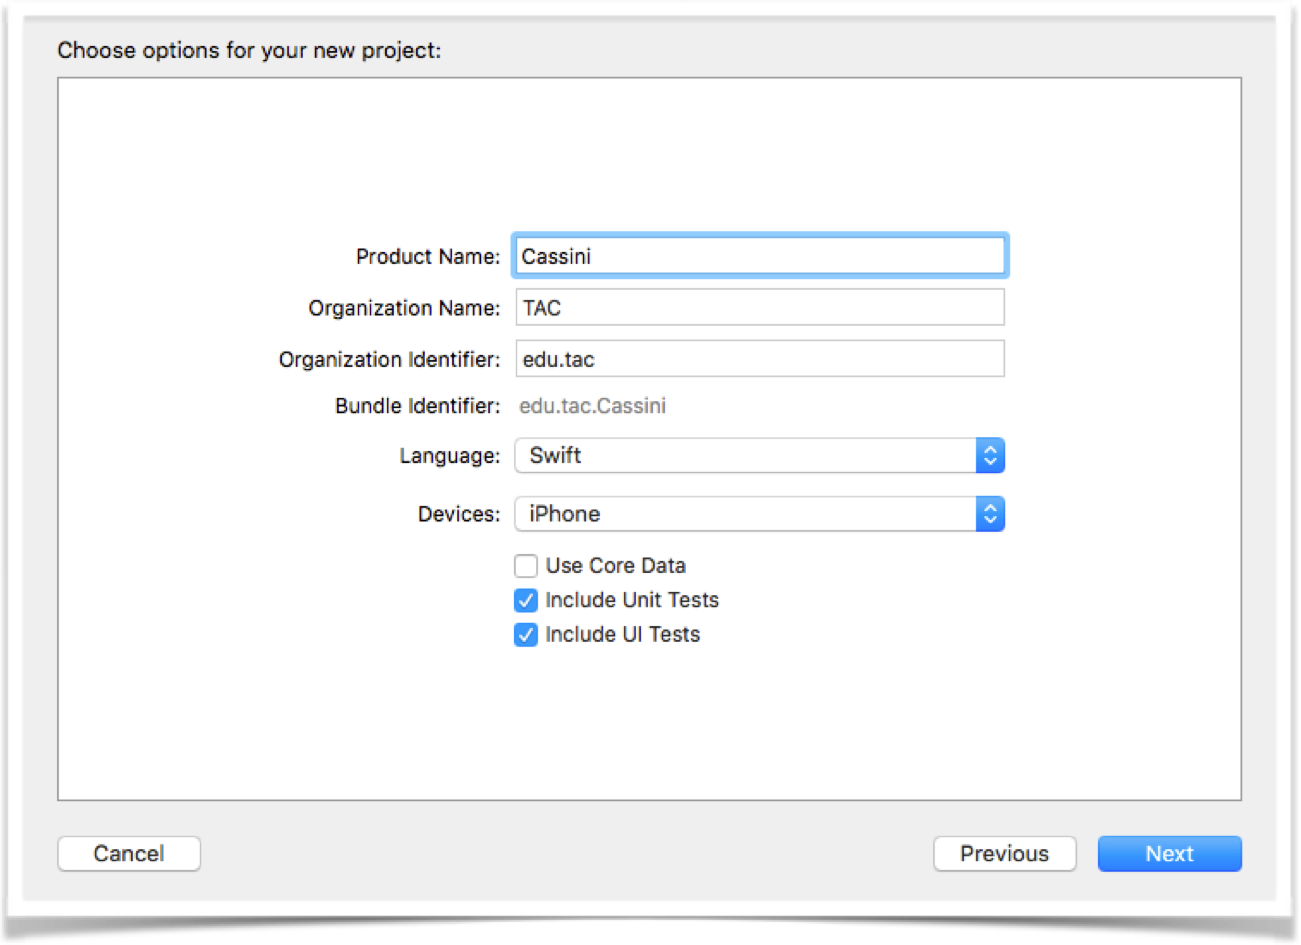 Choose options for your new project:
Product Name: Cassini
Organization Name: TAC
Organization Identifier: edu.tac
Bundle Identifier: edu.tac.Cassini
Language: Swift
Devices: iPhone
Use Core Data
Include Unit Tests
Include UI Tests
Cancel Previous Next